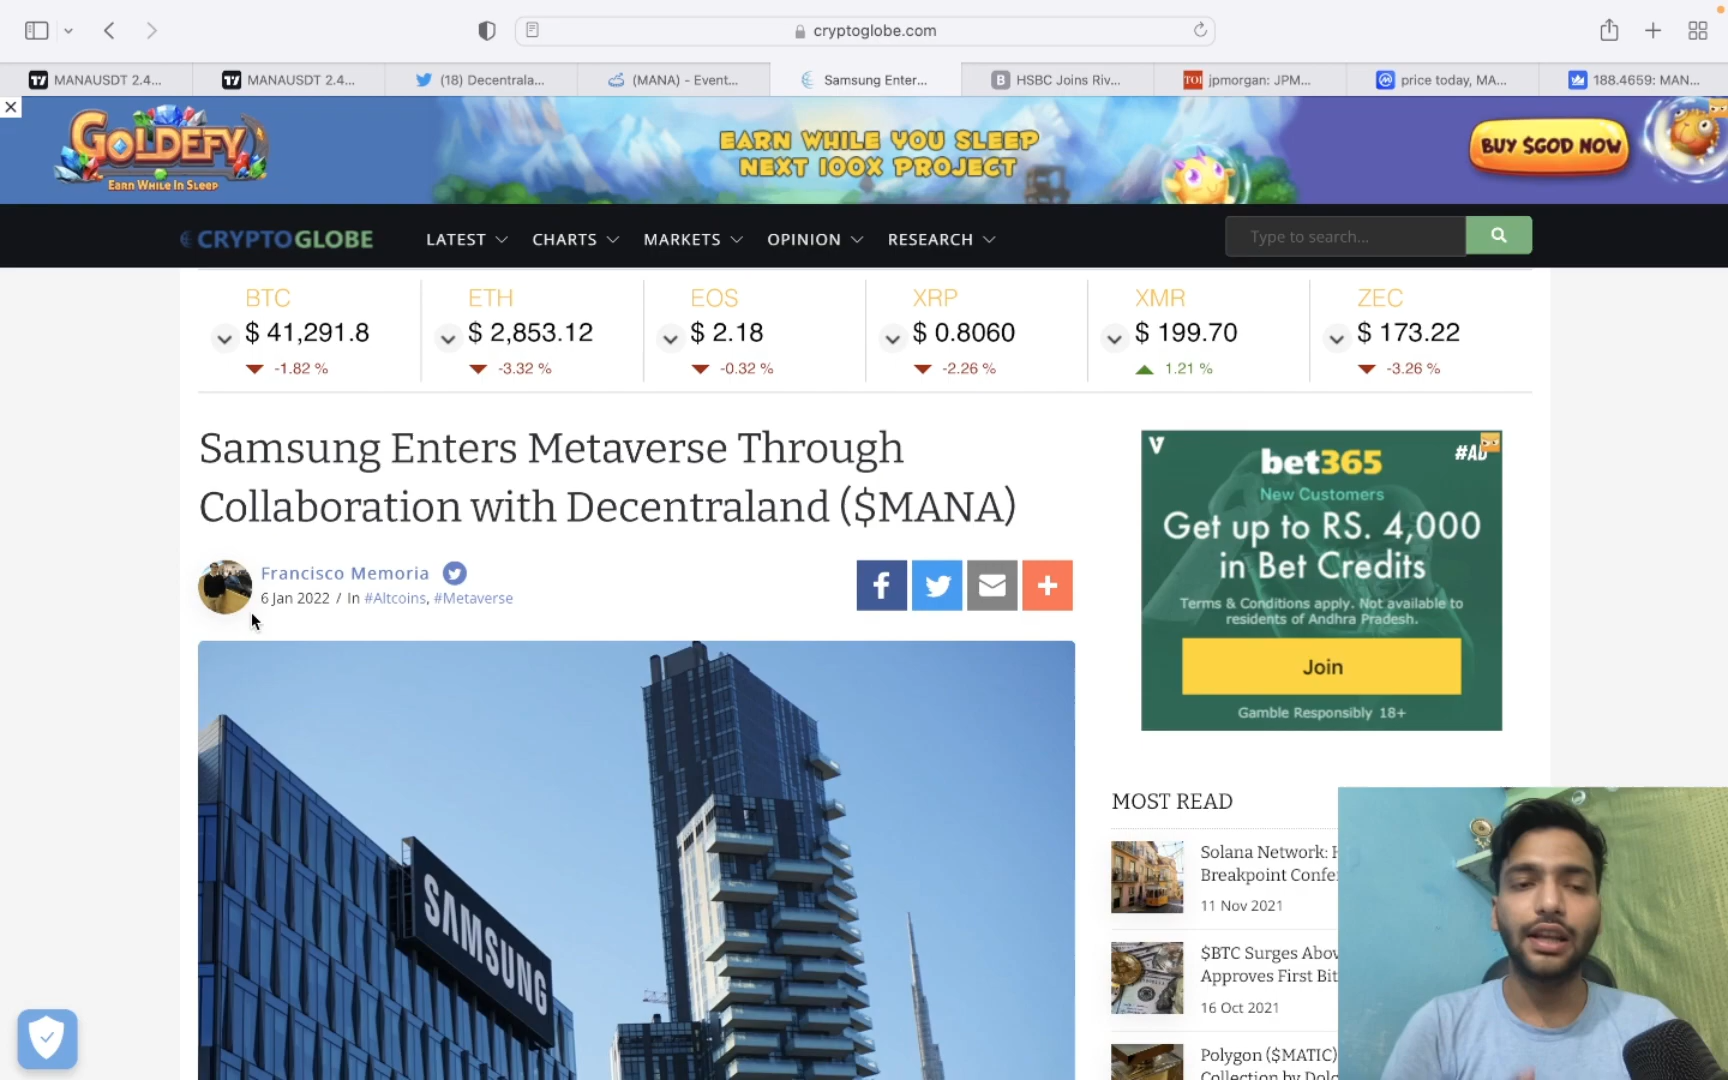 cryptoglobe.com
MANAUSDT 2.4...
MANAUSDT 2.4...
(18) Decentrala...
(MANA) - Event...
Samsung Enter...
HSBC Joins Riv...
TOI
jpmorgan: JPM...
price today, MA...
188.4659: MAN...
GOLDEFY
EARN WHILE IN SLEEP
EARN WHILE YOU SLEEP
NEXT 100X PROJECT
BUY $GOD NOW
CRYPTOGLOBE
LATEST
CHARTS
MARKETS
OPINION
RESEARCH
Type to search...
BTC
$ 41,291.8
-1.82 %
ETH
$ 2,853.12
-3.32 %
EOS
$ 2.18
-0.32 %
XRP
$ 0.8060
-2.26 %
XMR
$ 199.70
1.21 %
ZEC
$ 173.22
-3.26 %
Samsung Enters Metaverse Through
Collaboration with Decentraland ($MANA)
Francisco Memoria
6 Jan 2022 / In #Altcoins, #Metaverse
SAMSUNG
#AD
bet365
New Customers
Get up to RS. 4,000
in Bet Credits
Terms & Conditions apply. Not available to
residents of Andhra Pradesh.
Join
Gamble Responsibly 18+
MOST READ
Solana Network:
Breakpoint Confe
11 Nov 2021
$BTC Surges Abov
Approves First Bit
16 Oct 2021
Polygon ($MATIC)
Collection by Dolc